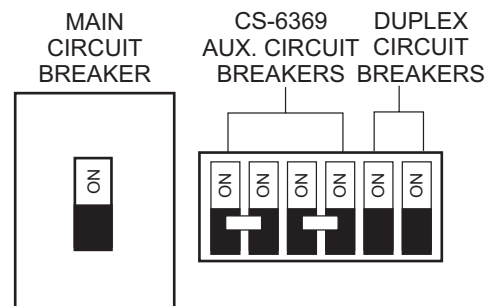 MAIN
CIRCUIT
BREAKER
CS-6369
AUX. CIRCUIT
BREAKERS
DUPLEX
CIRCUIT
BREAKERS
ON
ON
ON
ON
ON
ON
ON